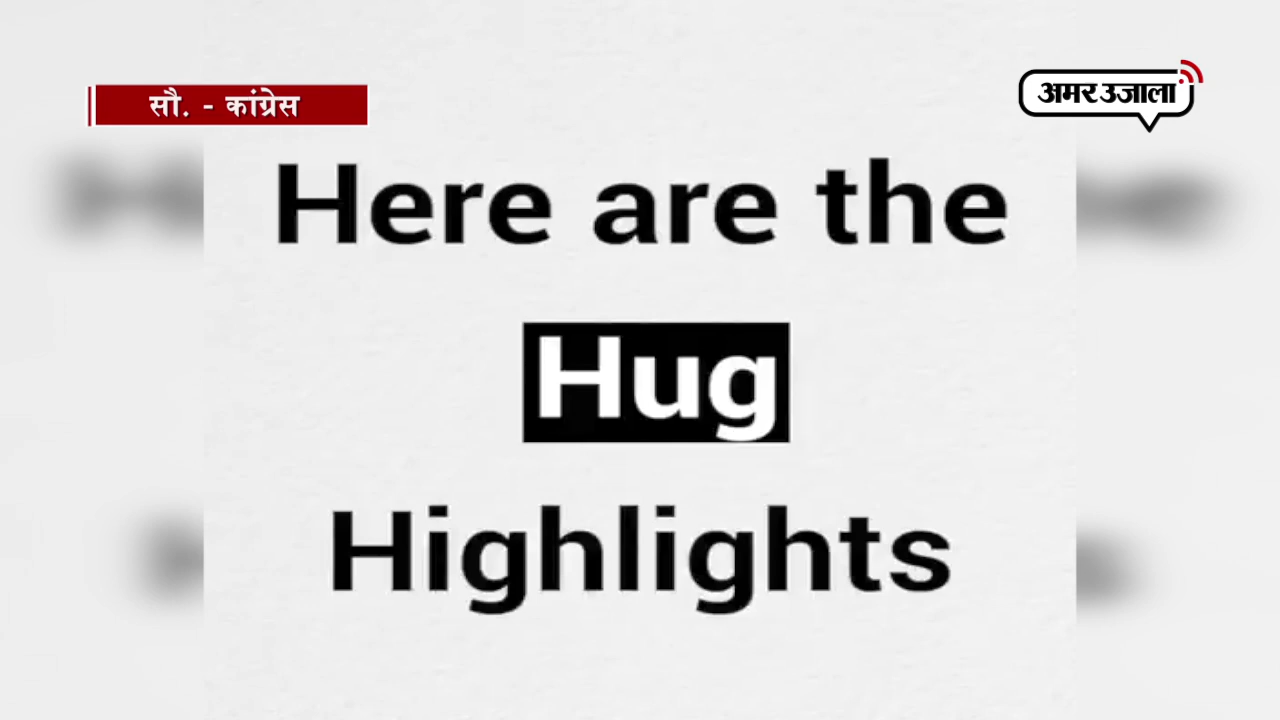 सौ. - कांग्रेस
अमर उजाला
Here are the
Hug
Highlights